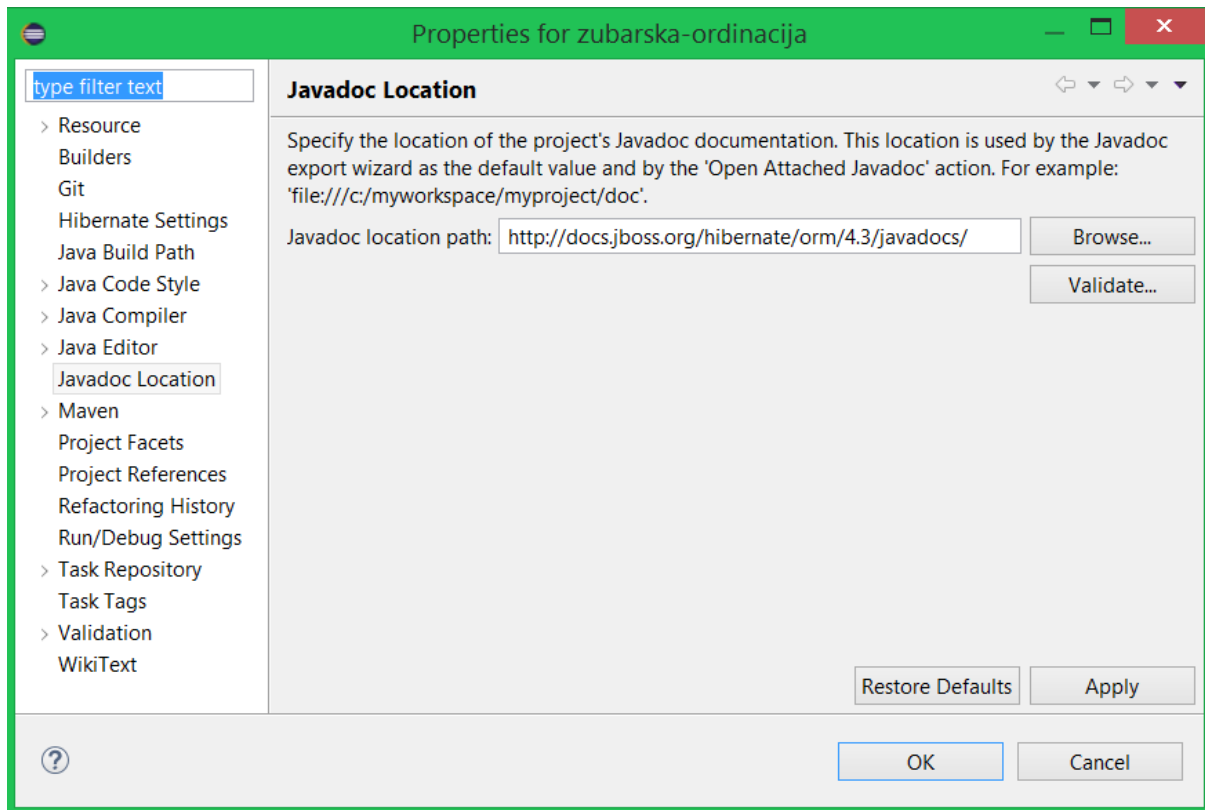 Properties for zubarska-ordinacija
type filter text
Resource
Builders
Git
Hibernate Settings
Java Build Path
Java Code Style
Java Compiler
Java Editor
Javadoc Location
Maven
Project Facets
Project References
Refactoring History
Run/Debug Settings
Task Repository
Task Tags
Validation
WikiText
Javadoc Location
Specify the location of the project's Javadoc documentation. This location is used by the Javadoc
export wizard as the default value and by the 'Open Attached Javadoc' action. For example:
'file:///c:/myworkspace/myproject/doc'.
Javadoc location path: http://docs.jboss.org/hibernate/orm/4.3/javadocs/ Browse...
Validate...
Restore Defaults Apply
? OK Cancel